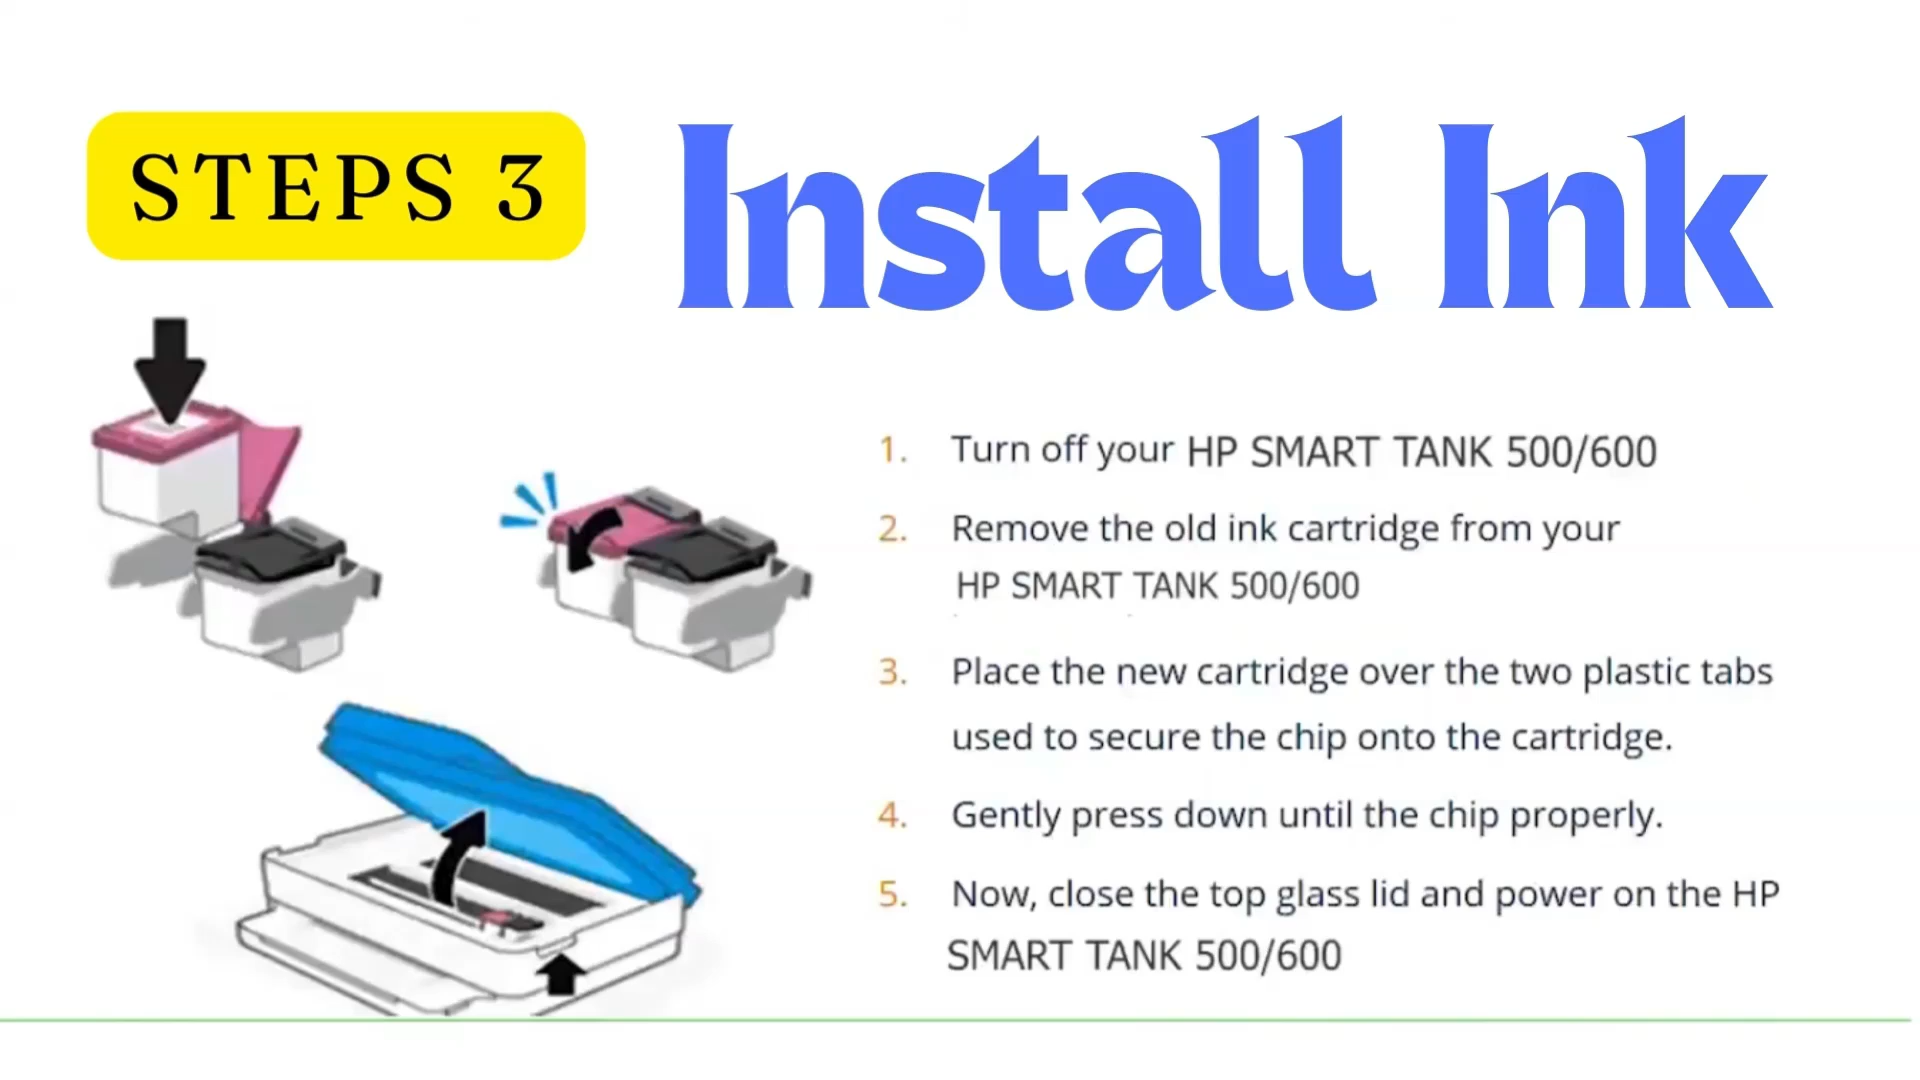 STEPS 3
Install Ink
1. Turn off your HP SMART TANK 500/600
2. Remove the old ink cartridge from your
HP SMART TANK 500/600
3. Place the new cartridge over the two plastic tabs
used to secure the chip onto the cartridge.
4. Gently press down until the chip properly.
5. Now, close the top glass lid and power on the HP
SMART TANK 500/600